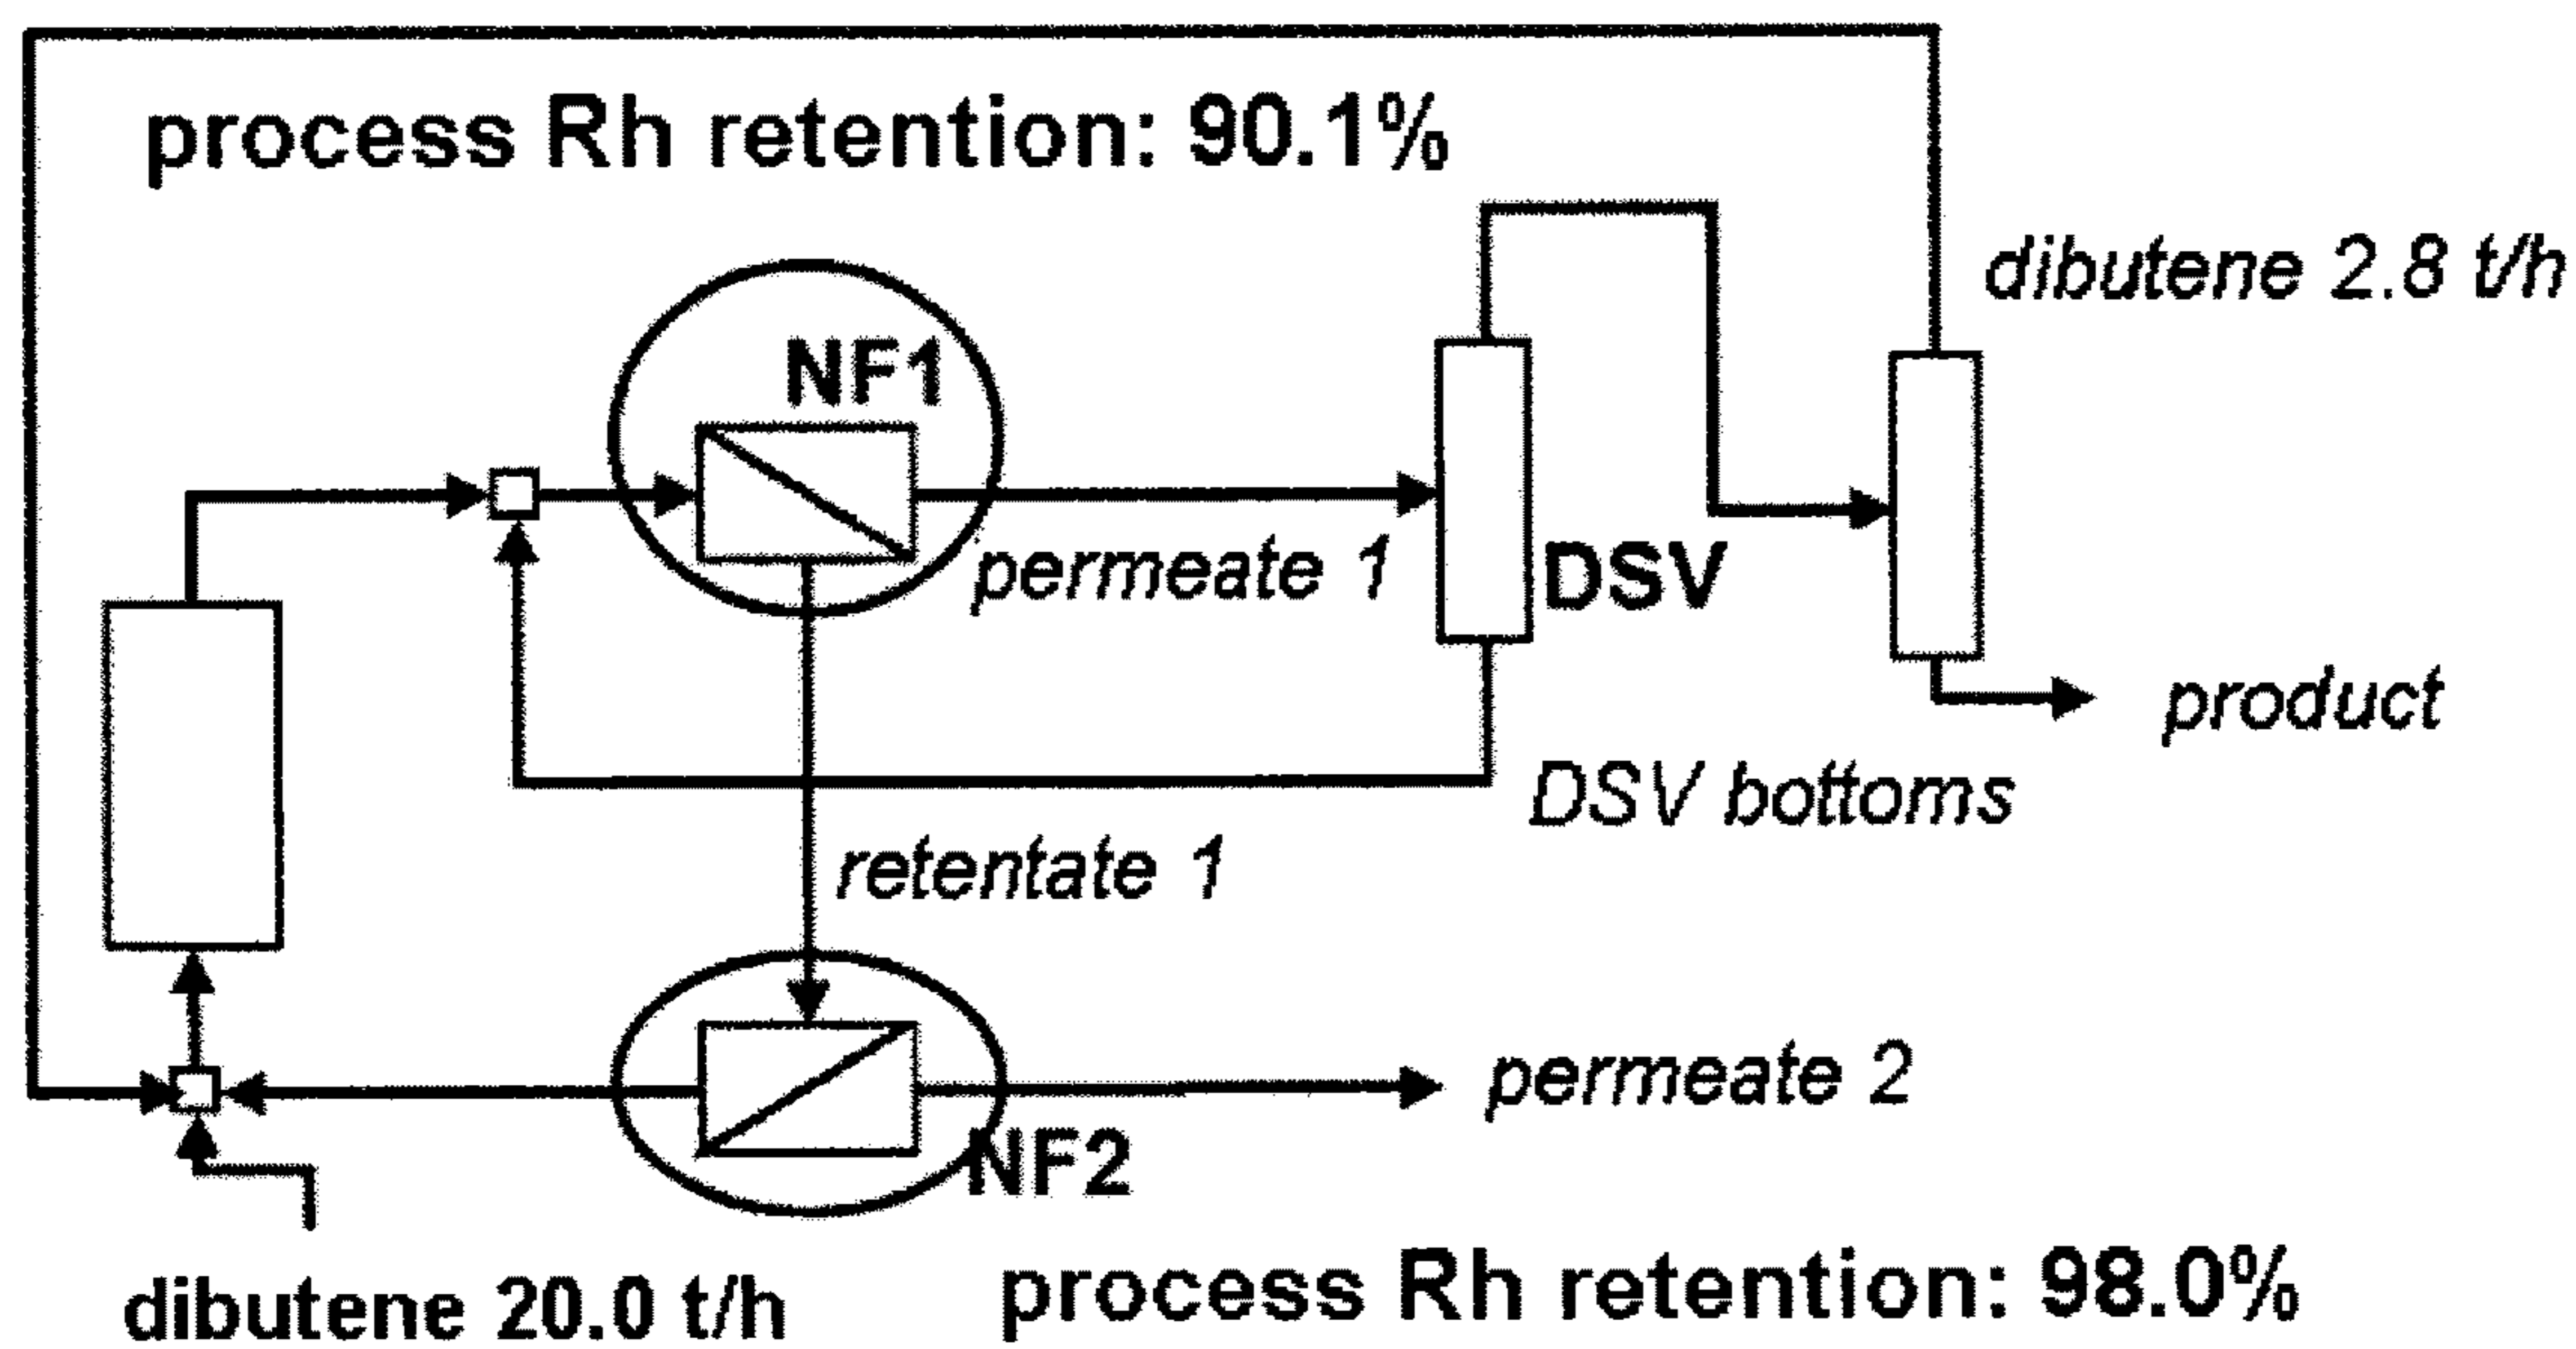 process Rh retention: 90.1%
dibutene 2.8 t/h
NF1
permeate 1
DSV
product
DSV bottoms
retentate 1
permeate 2
NF2
process Rh retention: 98.0%
dibutene 20.0 t/h